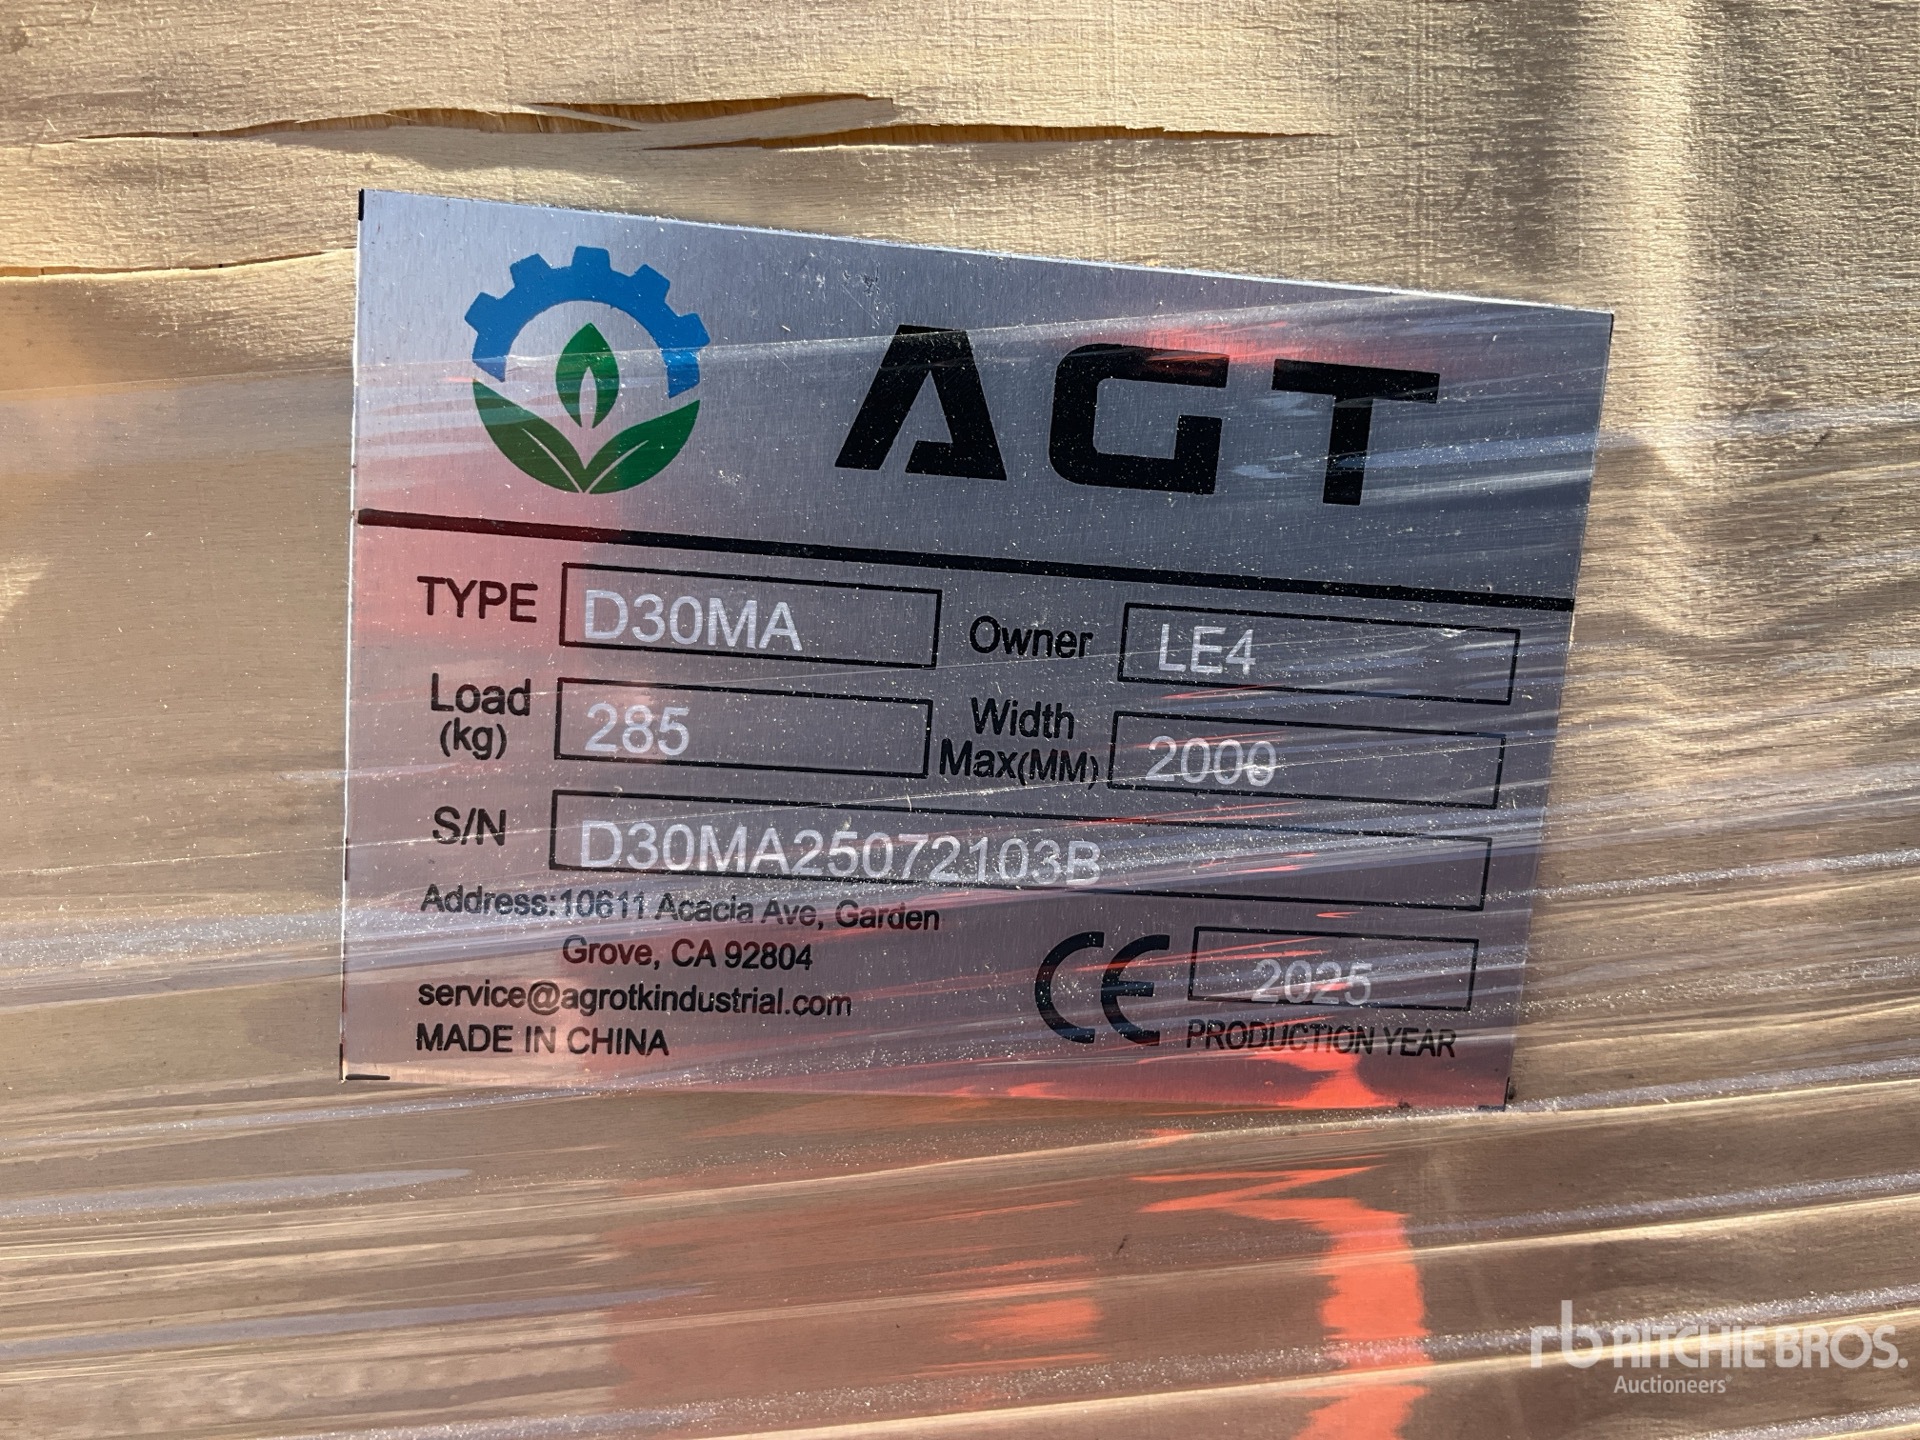 AGT
TYPE D30MA Owner LE4
Load (kg) 285 Width Max(MM) 2000
S/N D30MA25072103B
Address:10611 Acacia Ave, Garden
Grove, CA 92804
service@agrotkindustrial.com
MADE IN CHINA
CE 2025
PRODUCTION YEAR
rb RITCHIE BROS.
Auctioneers